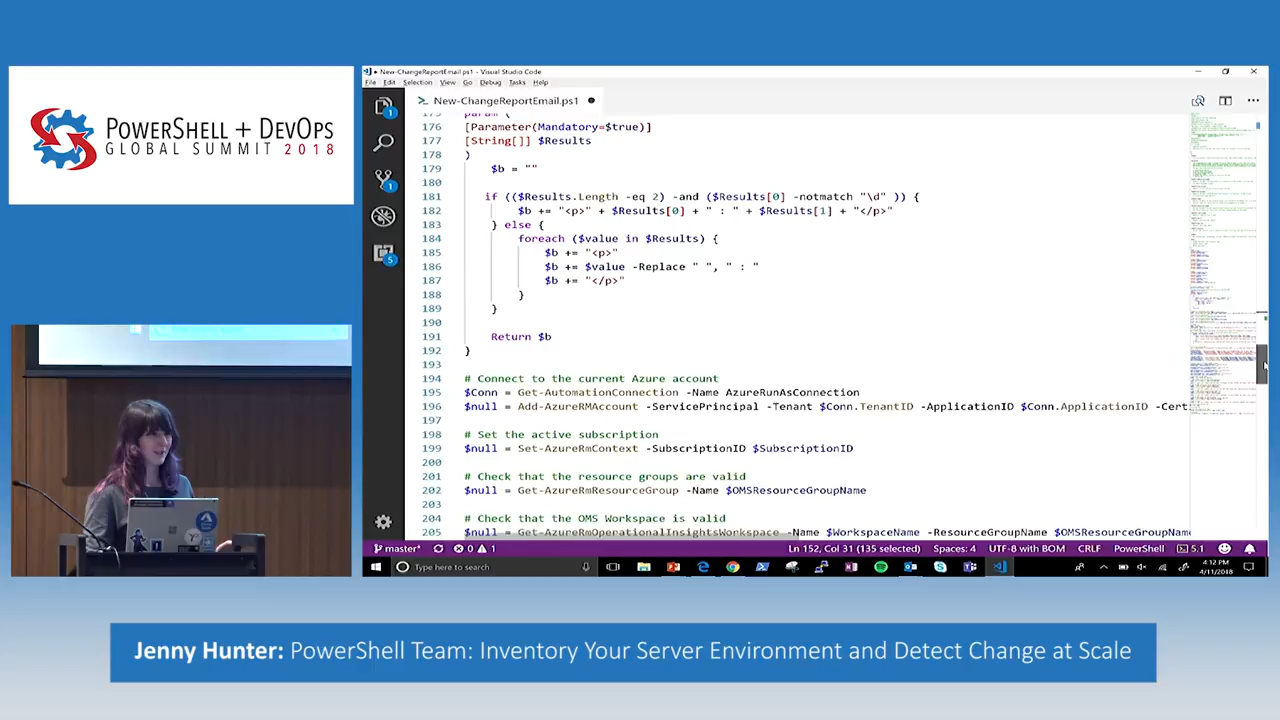 New-ChangeReportEmail.ps1 - Visual Studio Code
File Edit Selection View Go Debug Tasks Help
New-ChangeReportEmail.ps1
POWERSHELL + DEVOPS
GLOBAL SUMMIT 2018
175
176 [Parameter(Mandatory=$true)]
177 [String[]] $Results
178 )
179 $b = ""
180
181 if (($Results.length -eq 2) -and ($Results[1] -notmatch "\d" )) {
182 $b += "<p>" + $Results[0] + " : " + $Results[1] + "</p>"
183 else {
184 foreach ($value in $Results) {
185 $b += "<p>"
186 $b += $value -Replace " ", " : "
187 $b += "</p>"
188 }
189 }
190
191 Return $b
192 }
194 # Connect to the current Azure account
195 $Conn = Get-AutomationConnection -Name AzureRunAsConnection
196 $null = Add-AzureRMAccount -ServicePrincipal -Tenant $Conn.TenantID -ApplicationID $Conn.ApplicationID -Cert
197
198 # Set the active subscription
199 $null = Set-AzureRmContext -SubscriptionID $SubscriptionID
200
201 # Check that the resource groups are valid
202 $null = Get-AzureRmResourceGroup -Name $OMSResourceGroupName
203
204 # Check that the OMS Workspace is valid
205 $null = Get-AzureRmOperationalInsightsWorkspace -Name $WorkspaceName -ResourceGroupName $OMSResourceGroupName
master* 0 1 Ln 152, Col 31 (135 selected) Spaces: 4 UTF-8 with BOM CRLF PowerShell 5.1
Type here to search
4:12 PM
4/11/2018
Jenny Hunter: PowerShell Team: Inventory Your Server Environment and Detect Change at Scale